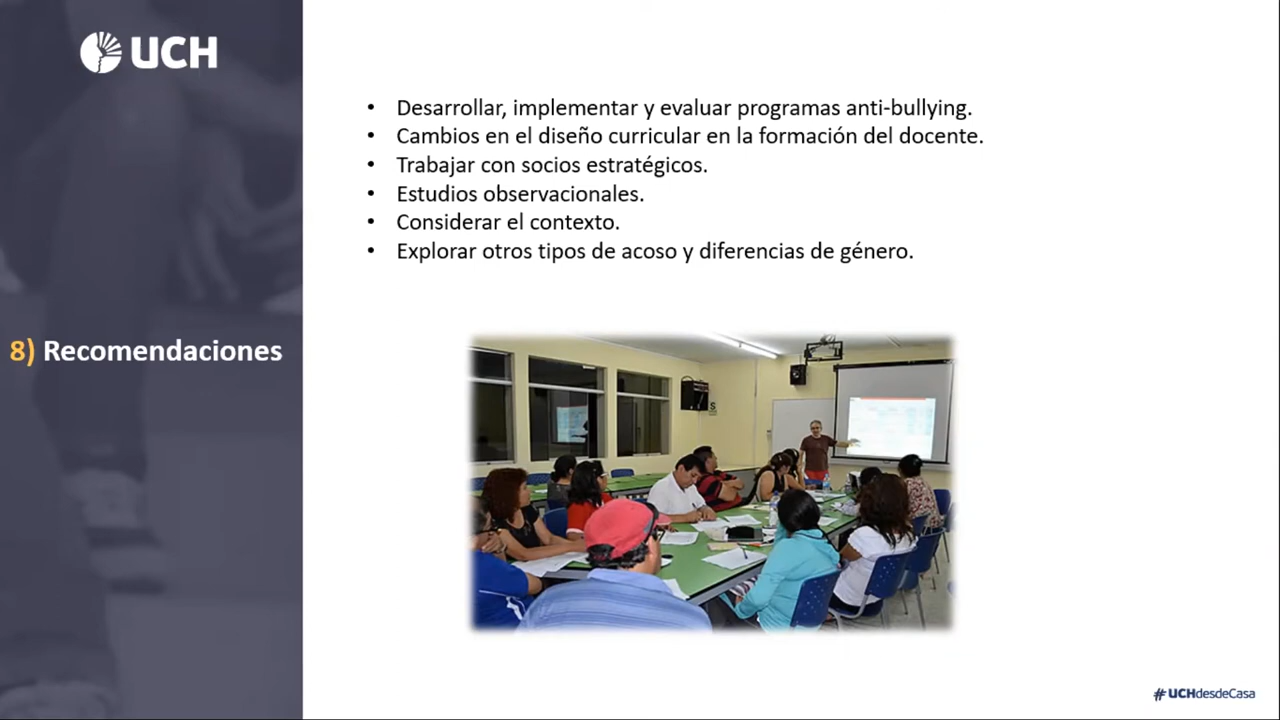 UCH
• Desarrollar, implementar y evaluar programas anti-bullying.
• Cambios en el diseño curricular en la formación del docente.
• Trabajar con socios estratégicos.
• Estudios observacionales.
• Considerar el contexto.
• Explorar otros tipos de acoso y diferencias de género.
8) Recomendaciones
#UCHdesdeCasa